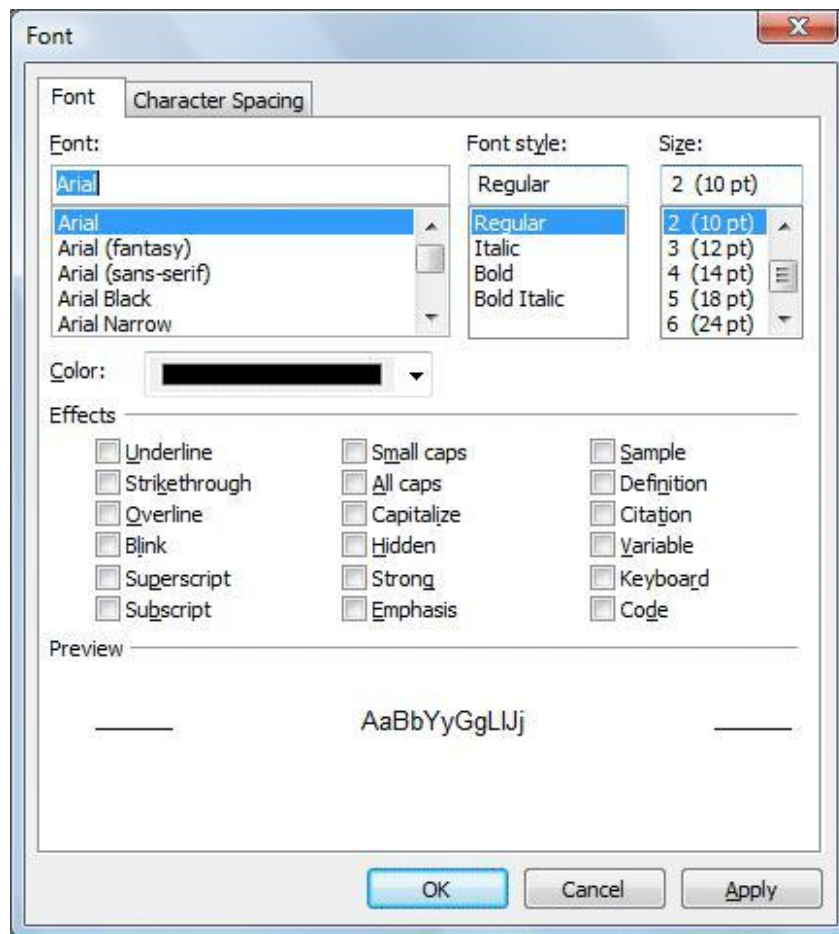 Font
X
Font Character Spacing
Font: Font style: Size:
Arial Regular 2 (10 pt)
Arial Regular 2 (10 pt)
Arial (fantasy) Italic 3 (12 pt)
Arial (sans-serif) Bold 4 (14 pt)
Arial Black Bold Italic 5 (18 pt)
Arial Narrow 6 (24 pt)
Color:
Effects
Underline Small caps Sample
Strikethrough All caps Definition
Overline Capitalize Citation
Blink Hidden Variable
Superscript Strong Keyboard
Subscript Emphasis Code
Preview
AaBbYyGgLlJj
OK Cancel Apply